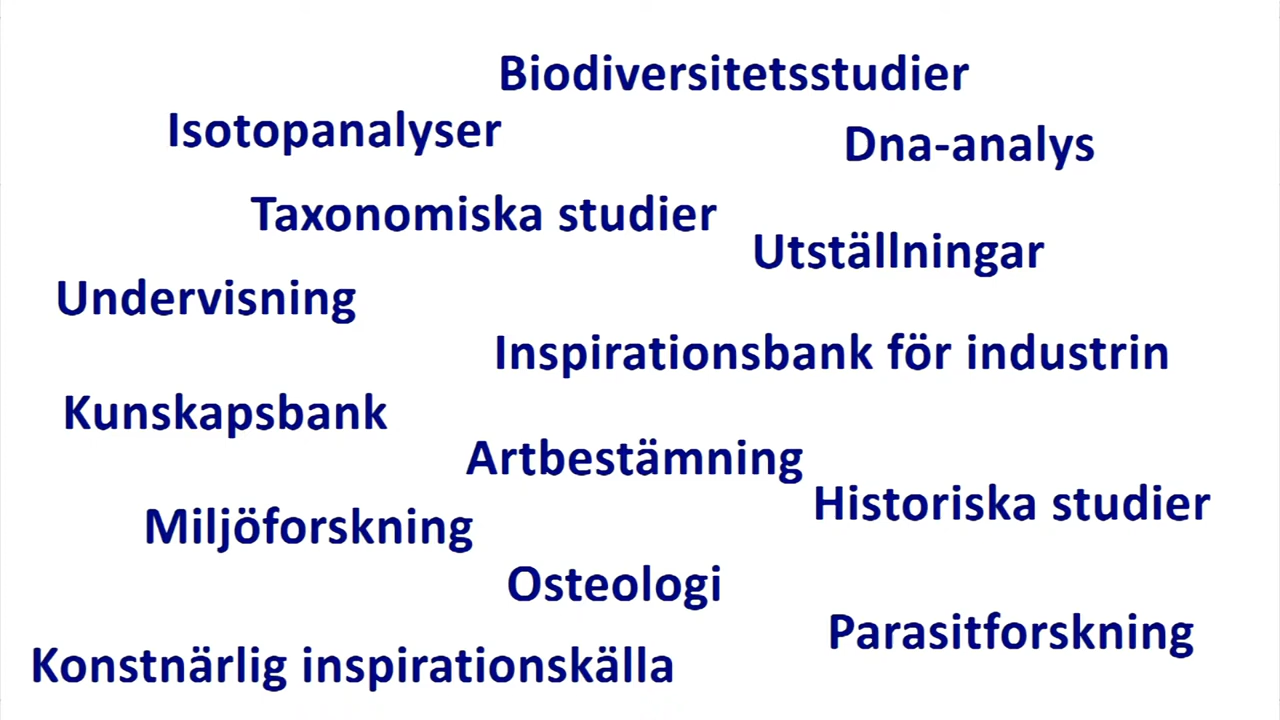 Biodiversitetsstudier
Isotopanalyser
Dna-analys
Taxonomiska studier
Utställningar
Undervisning
Inspirationsbank för industrin
Kunskapsbank
Artbestämning
Historiska studier
Miljöforskning
Osteologi
Parasitforskning
Konstnärlig inspirationskälla